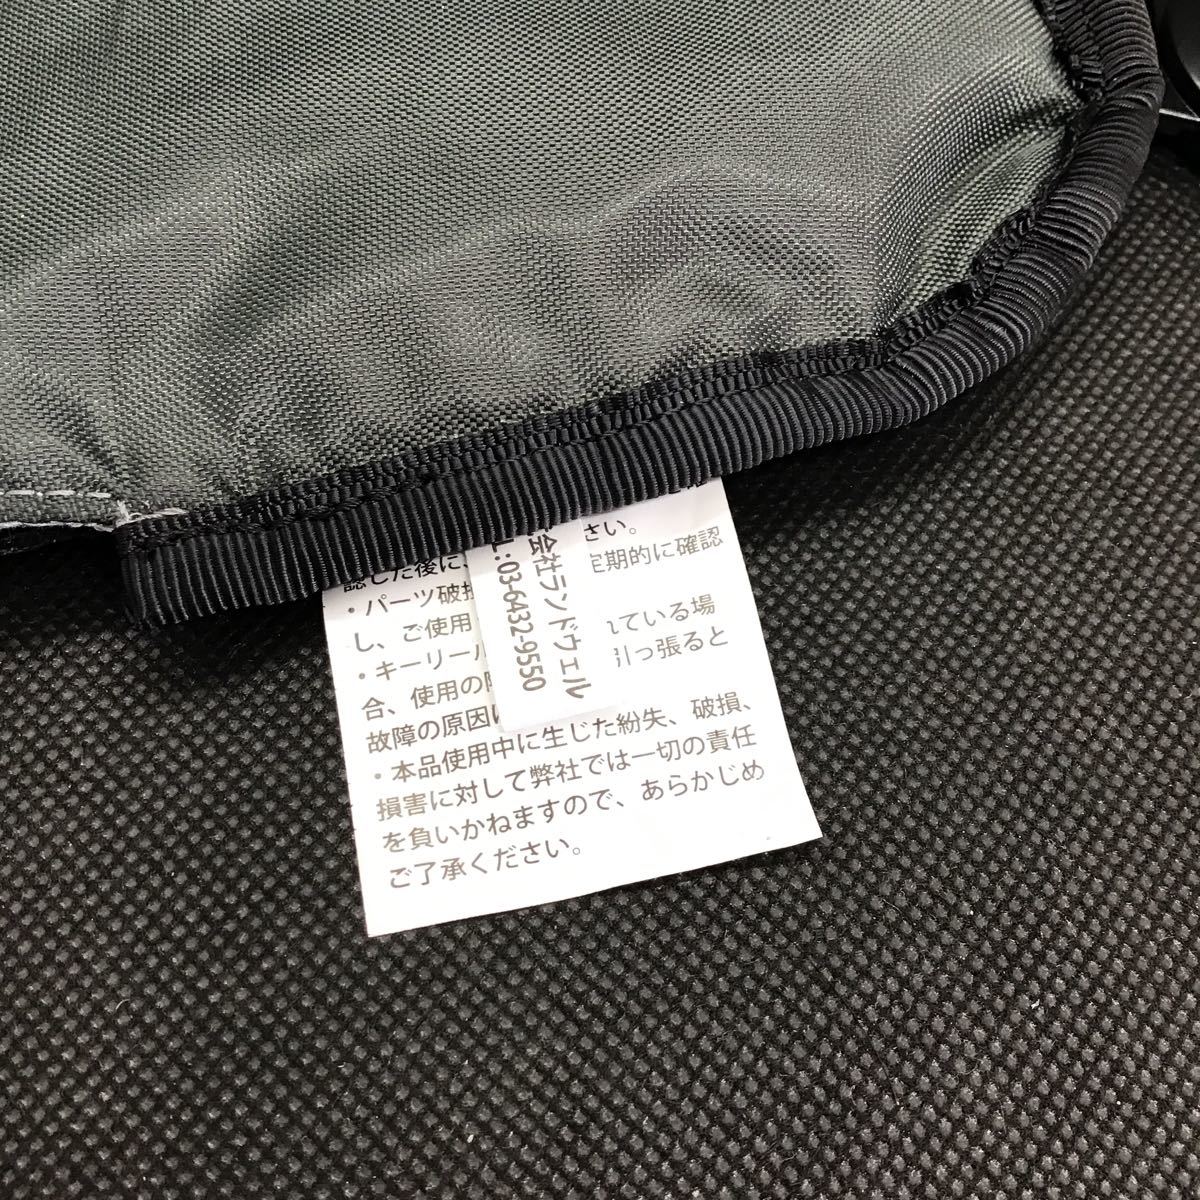 さい。
認した後に、
定期的に確認
・パーツ破損
し、ご使用
れている場
・キーリール
引っ張ると
合、使用の際
故障の原因に
・本品使用中に生じた紛失、破損、
損害に対して弊社では一切の責任
を負いかねますので、あらかじめ
ご了承ください。
会社ランドウェル
:03-6432-9550